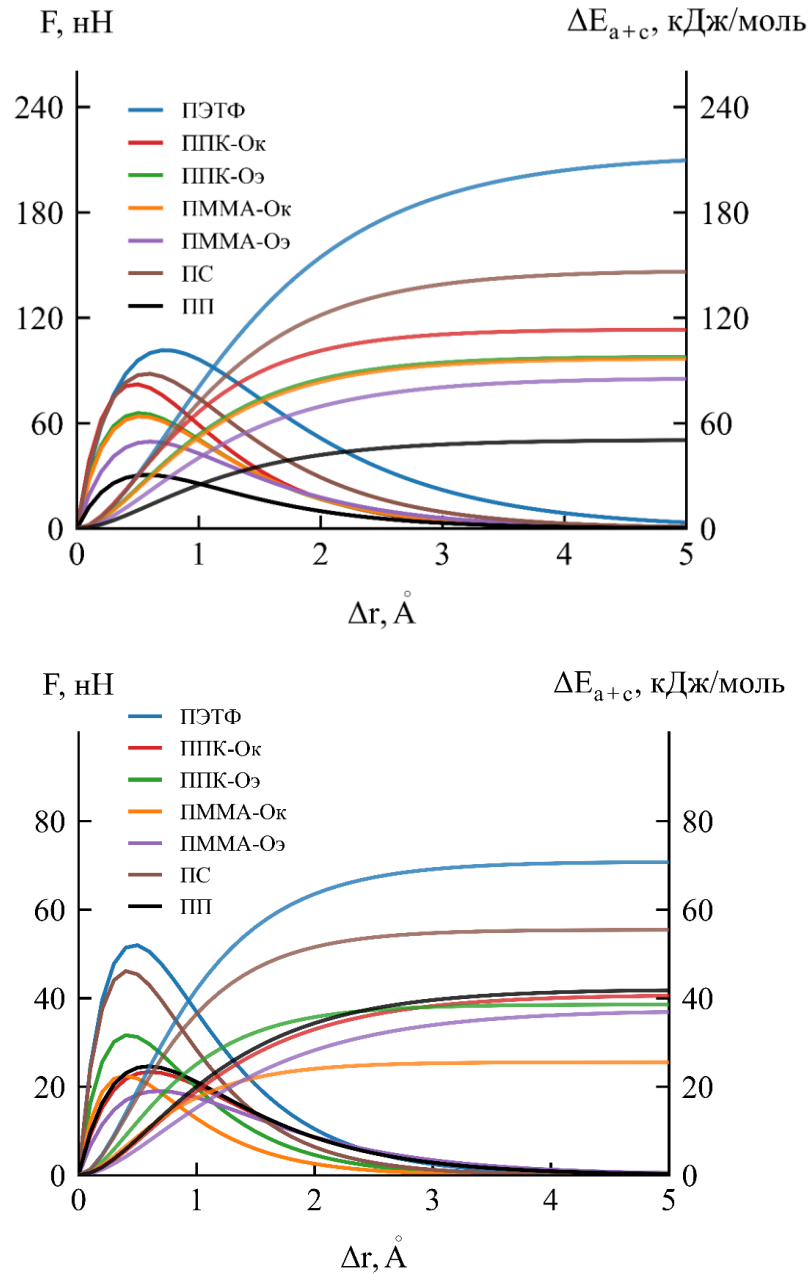 F, нН ΔE a+c, кДж/моль
240 240
ПЭТФ
ППК-Ок
ППК-Оэ
180 ПММА-Ок 180
ПММА-Оэ
ПС
ПП
120 120
60 60
0 0
0 1 2 3 4 5
Δr, Å
F, нН ΔE a+c, кДж/моль
ПЭТФ
ППК-Ок
ППК-Оэ
80 80
ПММА-Ок
ПММА-Оэ
ПС
ПП
60 60
40 40
20 20
0 0
0 1 2 3 4 5
Δr, Å